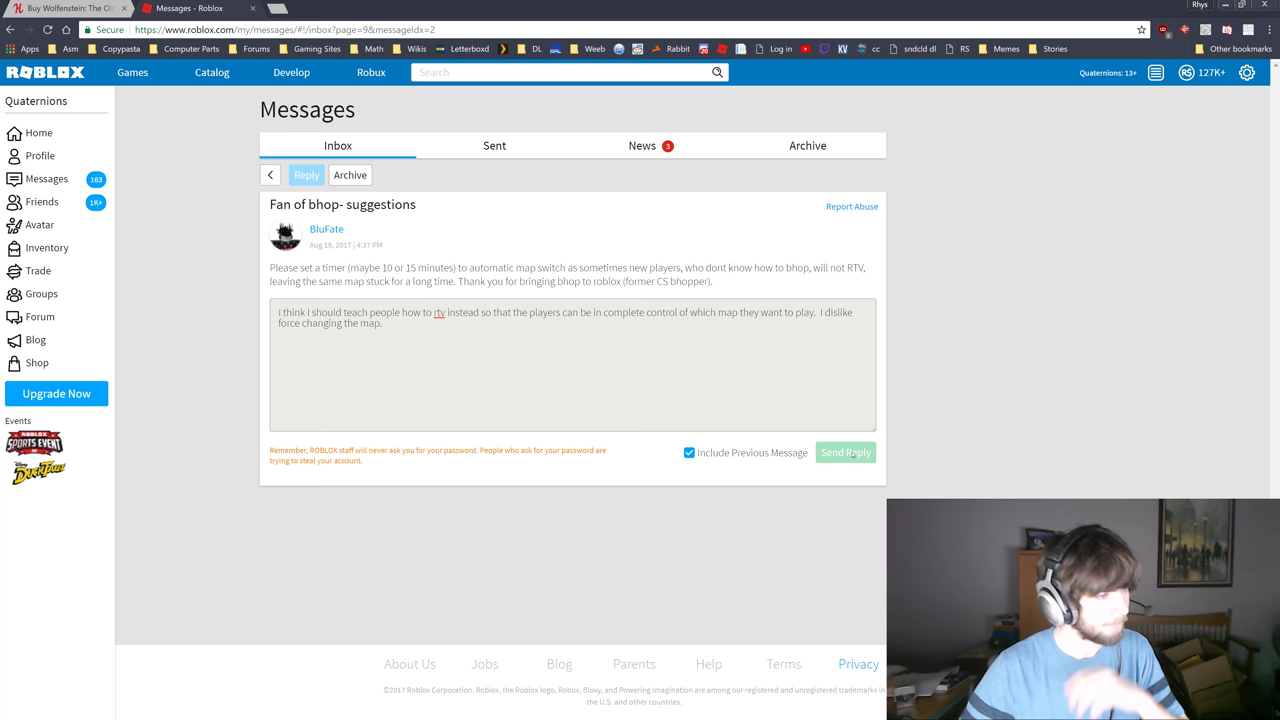 Buy Wolfenstein: The Ol
Messages - Roblox
Rhys
Secure
https://www.roblox.com/my/messages/#!/inbox?page=9&messageIdx=2
Apps
Asm
Copypasta
Computer Parts
Forums
Gaming Sites
Math
Wikis
Letterboxd
DL
Weeb
Rabbit
Log in
KV
cc
sndcld dl
RS
Memes
Stories
Other bookmarks
ROBLOX
Games
Catalog
Develop
Robux
Search
Quaternions: 13+
R$ 127K+
Quaternions
Home
Profile
Messages 163
Friends 1K+
Avatar
Inventory
Trade
Groups
Forum
Blog
Shop
Upgrade Now
Events
ROBLOX
SPORTS EVENT
DISNEY
DUCKTALES
Messages
Inbox
Sent
News 3
Archive
<
Reply
Archive
Fan of bhop- suggestions
Report Abuse
BluFate
Aug 19, 2017 | 4:37 PM
Please set a timer (maybe 10 or 15 minutes) to automatic map switch as sometimes new players, who dont know how to bhop, will not RTV,
leaving the same map stuck for a long time. Thank you for bringing bhop to roblox (former CS bhopper).
I think I should teach people how to rtv instead so that the players can be in complete control of which map they want to play.  I dislike
force changing the map.
Remember, ROBLOX staff will never ask you for your password. People who ask for your password are
trying to steal your account.
Include Previous Message
Send Reply
About Us
Jobs
Blog
Parents
Help
Terms
Privacy
©2017 Roblox Corporation. Roblox, the Roblox logo, Robux, Bloxy, and Powering Imagination are among our registered and unregistered trademarks in
the U.S. and other countries.